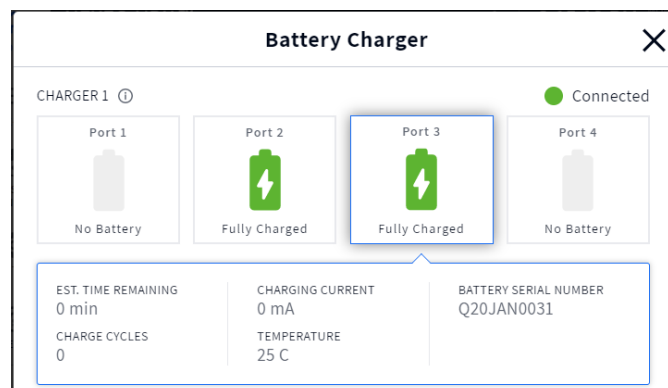 Battery Charger
CHARGER 1
Connected
Port 1
Port 2
Port 3
Port 4
No Battery
Fully Charged
Fully Charged
No Battery
EST. TIME REMAINING
0 min
CHARGING CURRENT
0 mA
BATTERY SERIAL NUMBER
Q20JAN0031
CHARGE CYCLES
0
TEMPERATURE
25 C